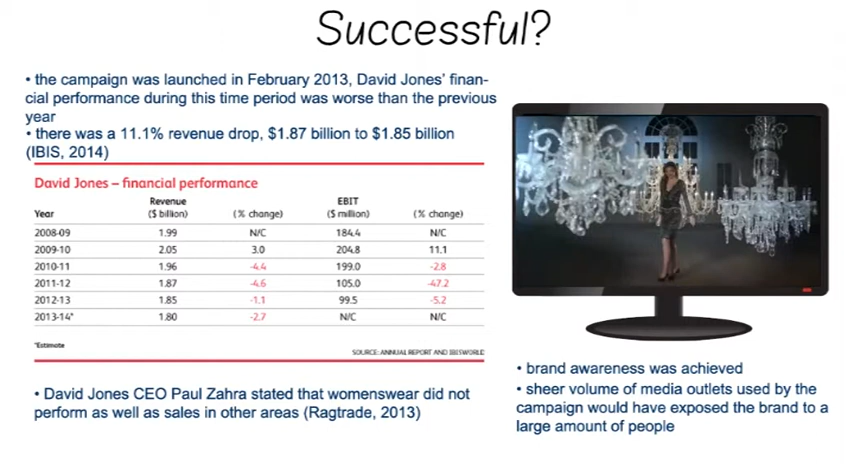 Successful?
• the campaign was launched in February 2013, David Jones' finan-
cial performance during this time period was worse than the previous
year
• there was a 11.1% revenue drop, $1.87 billion to $1.85 billion
(IBIS, 2014)
David Jones – financial performance
Revenue EBIT
Year ($ billion) (% change) ($ million) (% change)
2008-09 1.99 N/C 184.4 N/C
2009-10 2.05 3.0 204.8 11.1
2010-11 1.96 -4.4 199.0 -2.8
2011-12 1.87 -4.6 105.0 -47.2
2012-13 1.85 -1.1 99.5 -5.2
2013-14* 1.80 -2.7 N/C N/C
*Estimate
SOURCE: ANNUAL REPORT AND IBISWORLD
• David Jones CEO Paul Zahra stated that womenswear did not
perform as well as sales in other areas (Ragtrade, 2013)
• brand awareness was achieved
• sheer volume of media outlets used by the
campaign would have exposed the brand to a
large amount of people